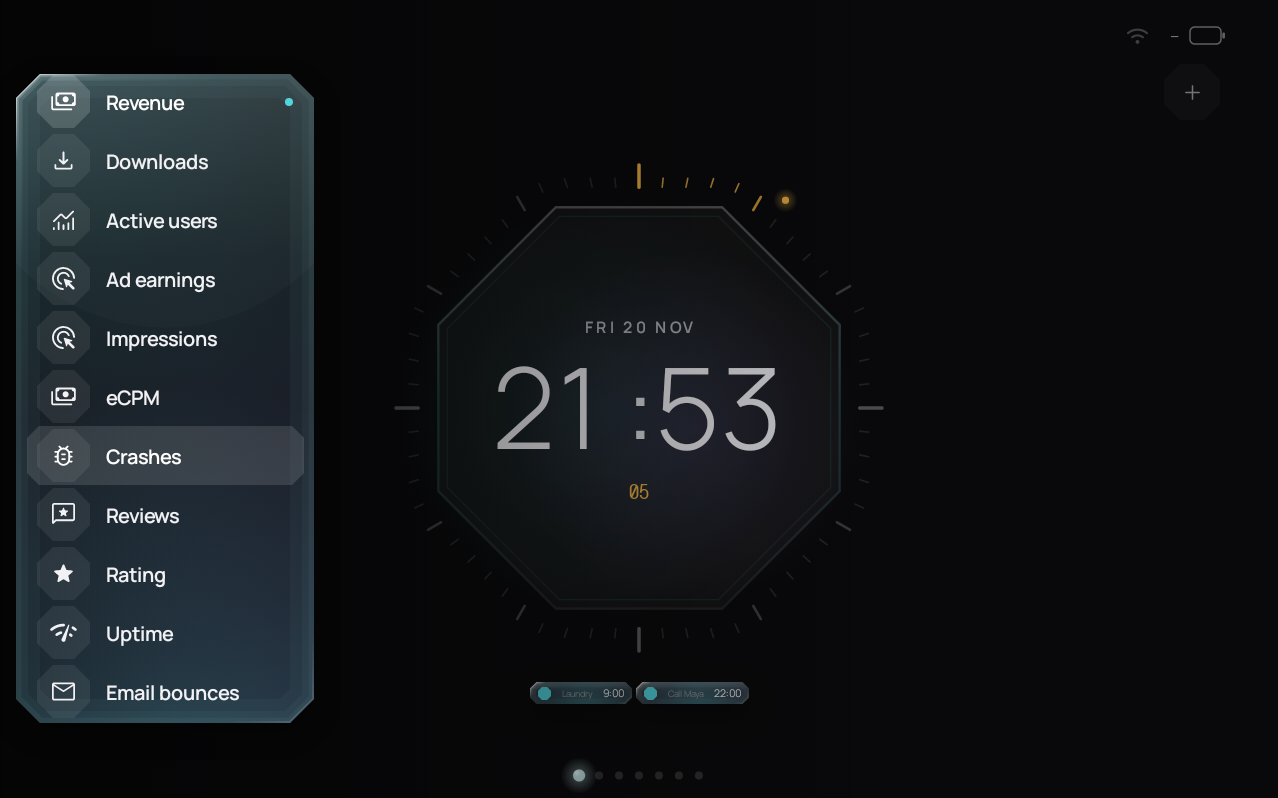 Revenue
Downloads
Active users
Ad earnings
Impressions
eCPM
Crashes
Reviews
Rating
Uptime
Email bounces
FRI 20 NOV
21 :53
05
Laundry 9:00
Call Maya 22:00